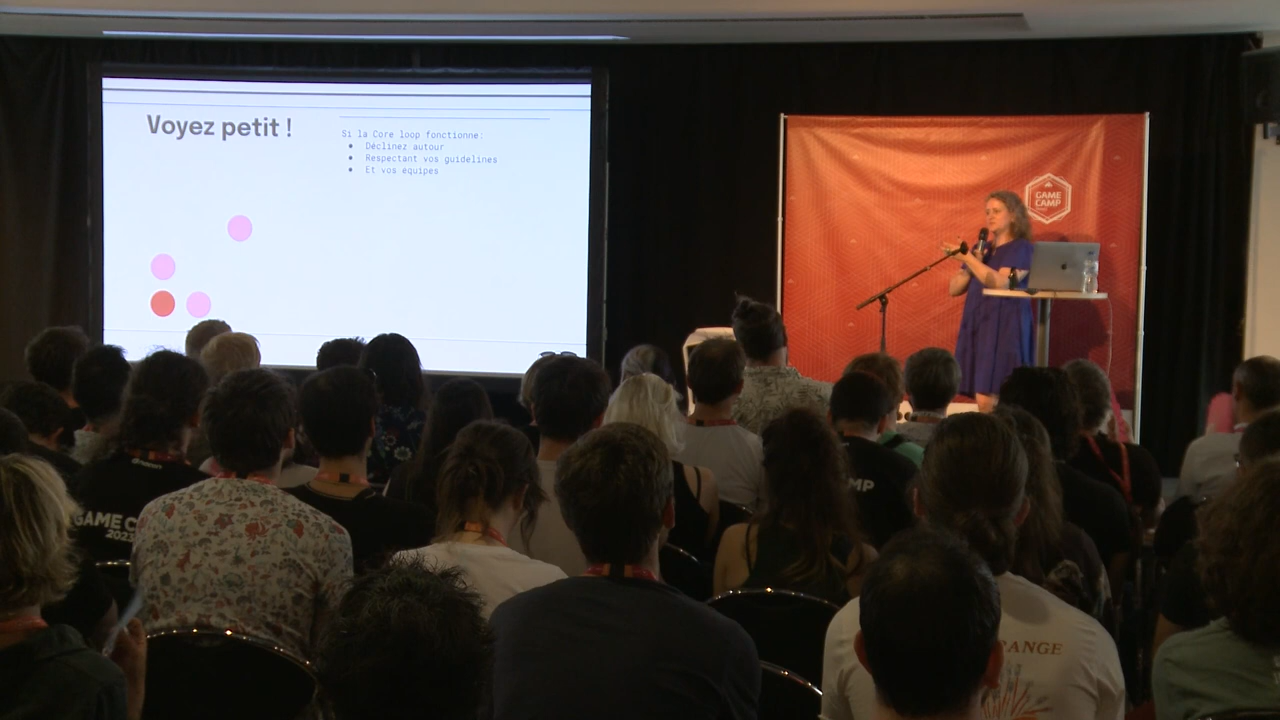 Voyez petit !
Si la Core loop fonctionne:
Déclinez autour
Respectant vos guidelines
Et vos équipes
GAME
CAMP
MP
GAME C
2023
RANGE